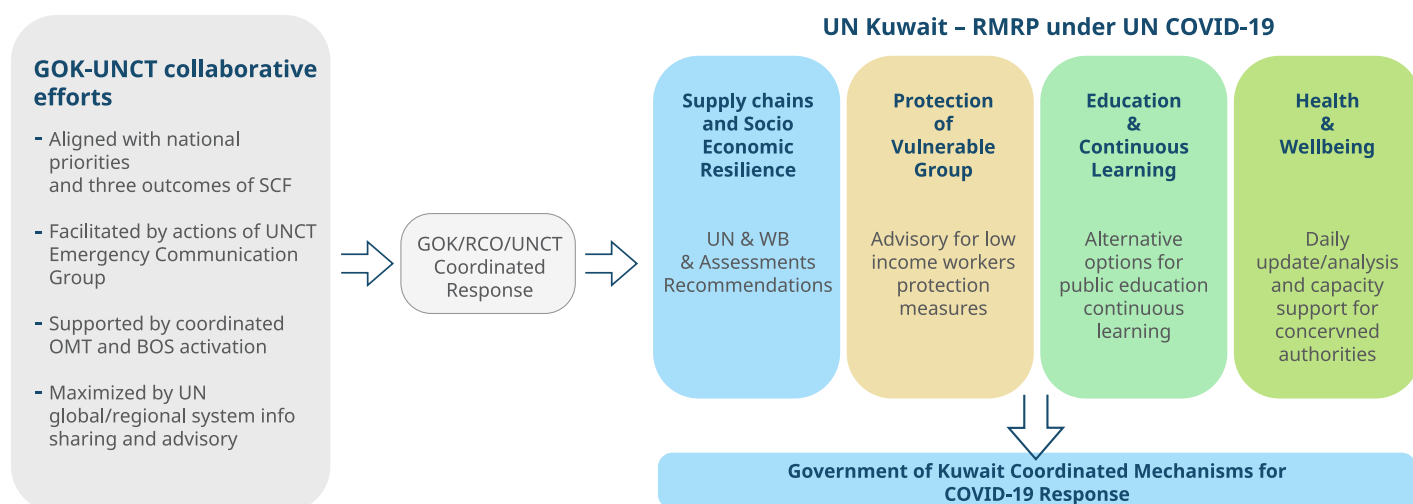 GOK-UNCT collaborative
efforts
- Aligned with national
priorities
and three outcomes of SCF
- Facilitated by actions of UNCT
Emergency Communication
Group
- Supported by coordinated
OMT and BOS activation
- Maximized by UN
global/regional system info
sharing and advisory
GOK/RCO/UNCT
Coordinated
Response
UN Kuwait – RMRP under UN COVID-19
Supply chains
and Socio
Economic
Resilience
UN & WB
& Assessments
Recommendations
Protection
of
Vulnerable
Group
Advisory for low
income workers
protection
measures
Education
&
Continuous
Learning
Alternative
options for
public education
continuous
learning
Health
&
Wellbeing
Daily
update/analysis
and capacity
support for
concervned
authorities
Government of Kuwait Coordinated Mechanisms for
COVID-19 Response